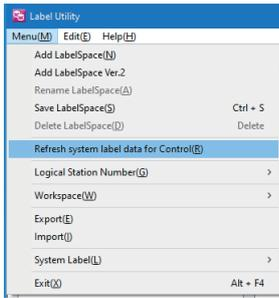 Label Utility
Menu(M) Edit(E) Help(H)
Add LabelSpace(N)
Add LabelSpace Ver.2
Rename LabelSpace(A)
Save LabelSpace(S) Ctrl + S
Delete LabelSpace(D) Delete
Refresh system label data for Control(R)
Logical Station Number(G) >
Workspace(W) >
Export(E)
Import(I)
System Label(L) >
Exit(X) Alt + F4